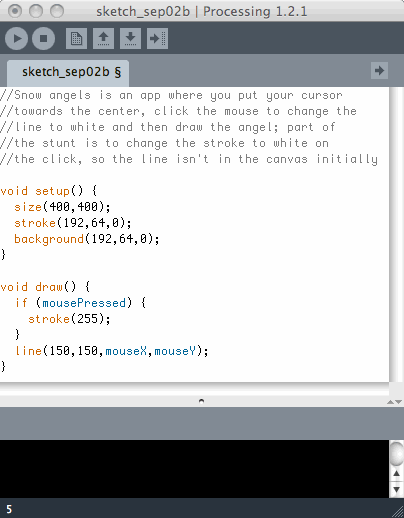 sketch_sep02b | Processing 1.2.1
sketch_sep02b §
//Snow angels is an app where you put your cursor
//towards the center, click the mouse to change the
//line to white and then draw the angel; part of
//the stunt is to change the stroke to white on
//the click, so the line isn't in the canvas initially
void setup() {
  size(400,400);
  stroke(192,64,0);
  background(192,64,0);
}
void draw() {
  if (mousePressed) {
    stroke(255);
  }
  line(150,150,mouseX,mouseY);
}
5